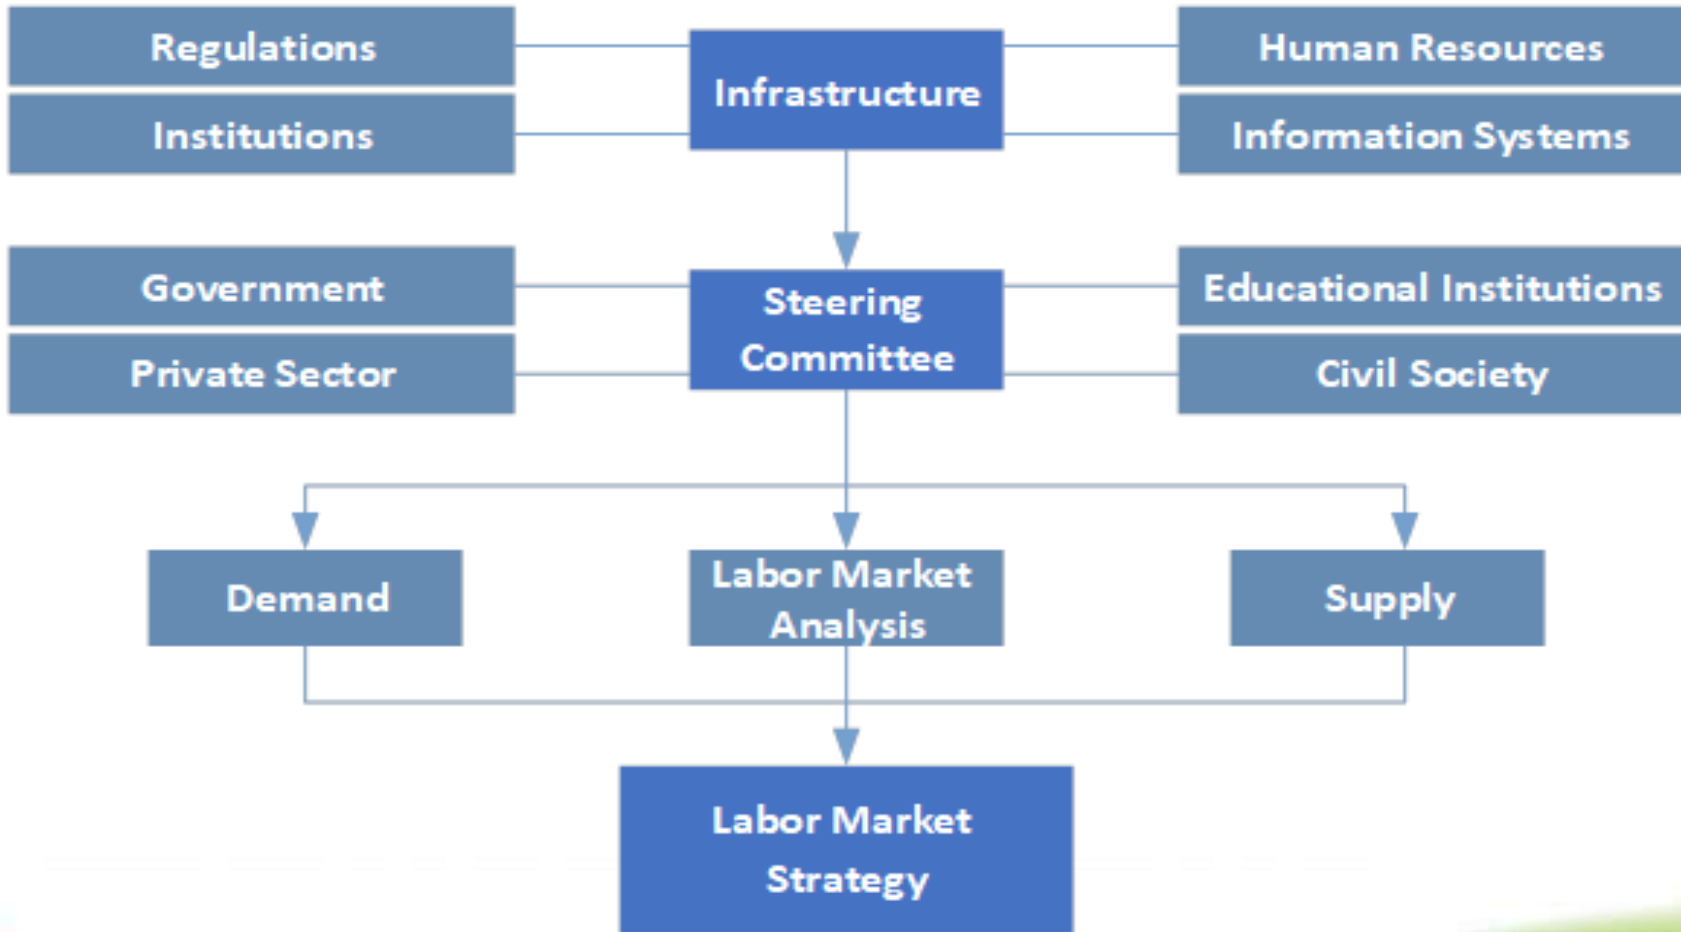 Regulations
Infrastructure
Human Resources
Institutions
Information Systems
Government
Steering
Committee
Educational Institutions
Private Sector
Civil Society
Demand
Labor Market
Analysis
Supply
Labor Market
Strategy